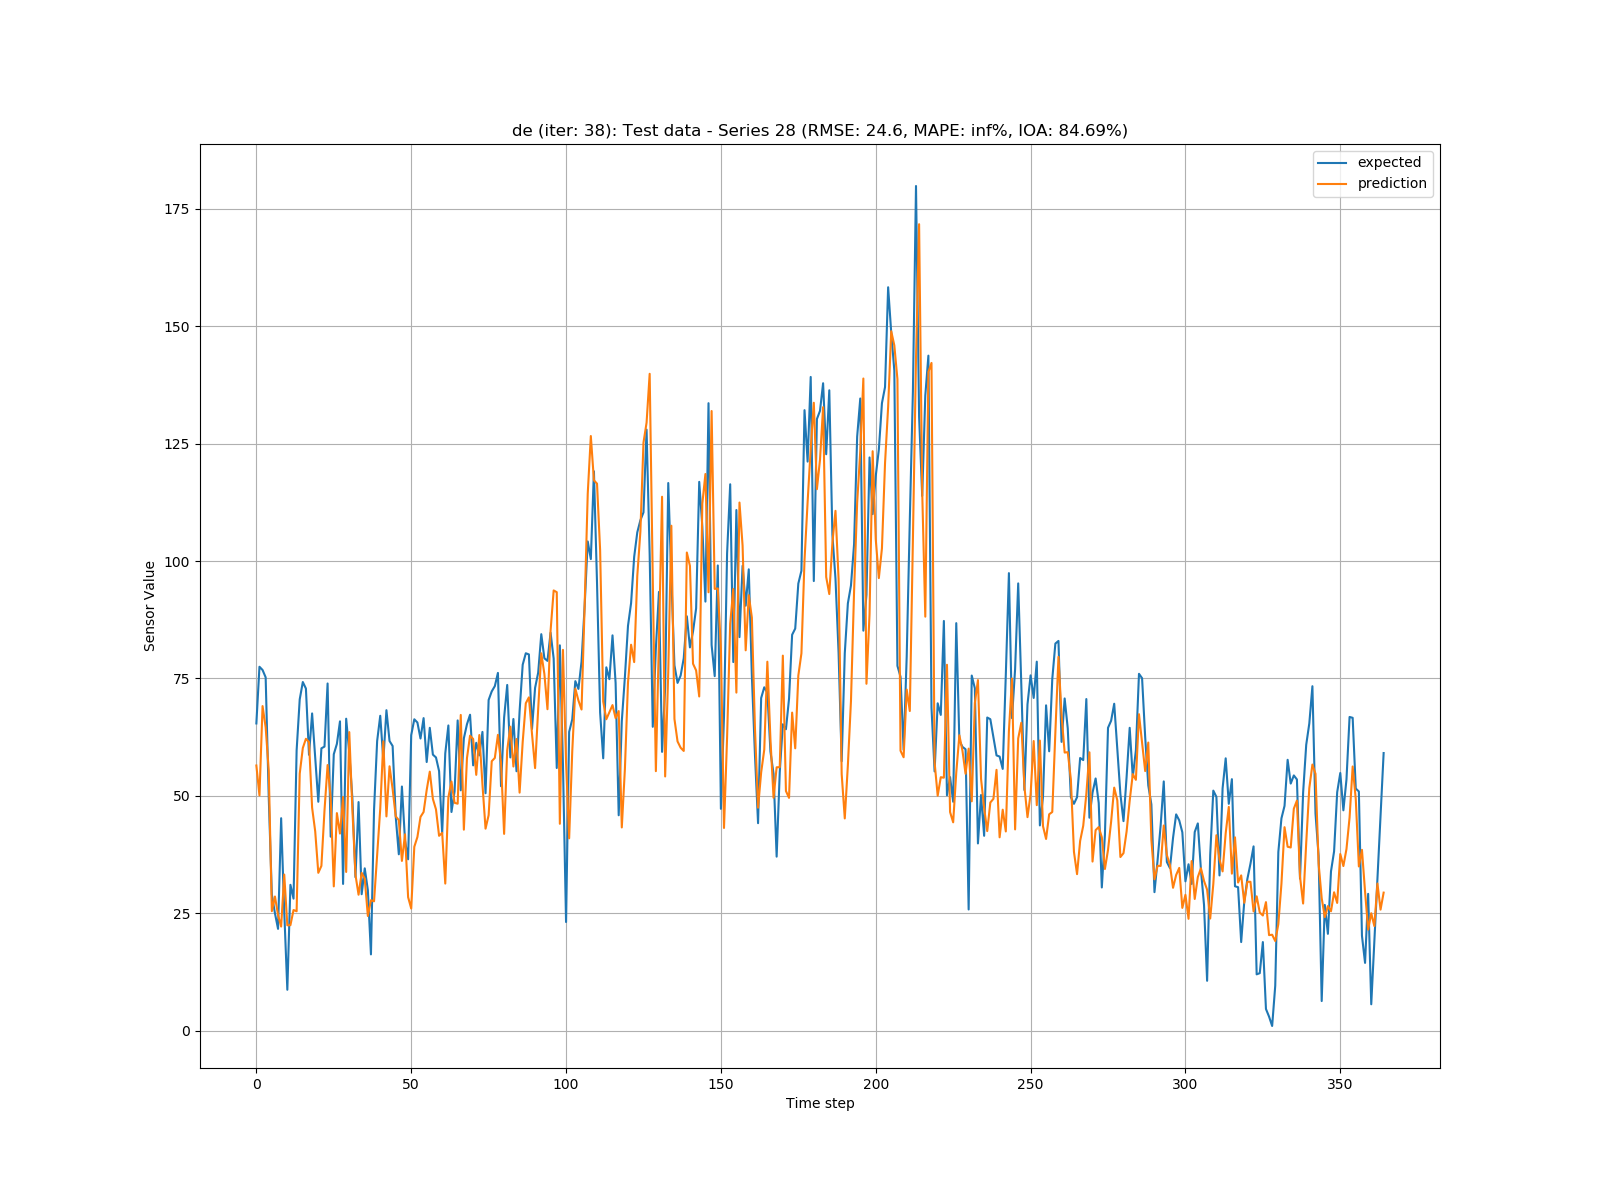 de (iter: 38): Test data - Series 28 (RMSE: 24.6, MAPE: inf%, IOA: 84.69%)
expected
prediction
175
150
125
100
75
50
25
0
Sensor Value
0 50 100 150 200 250 300 350
Time step